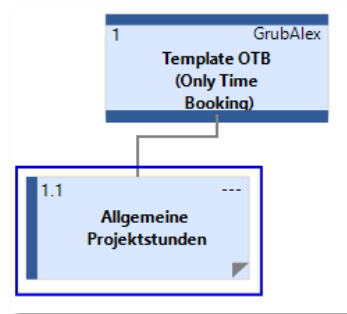 1 GrubAlex
Template OTB
(Only Time
Booking)
1.1 ---
Allgemeine
Projektstunden